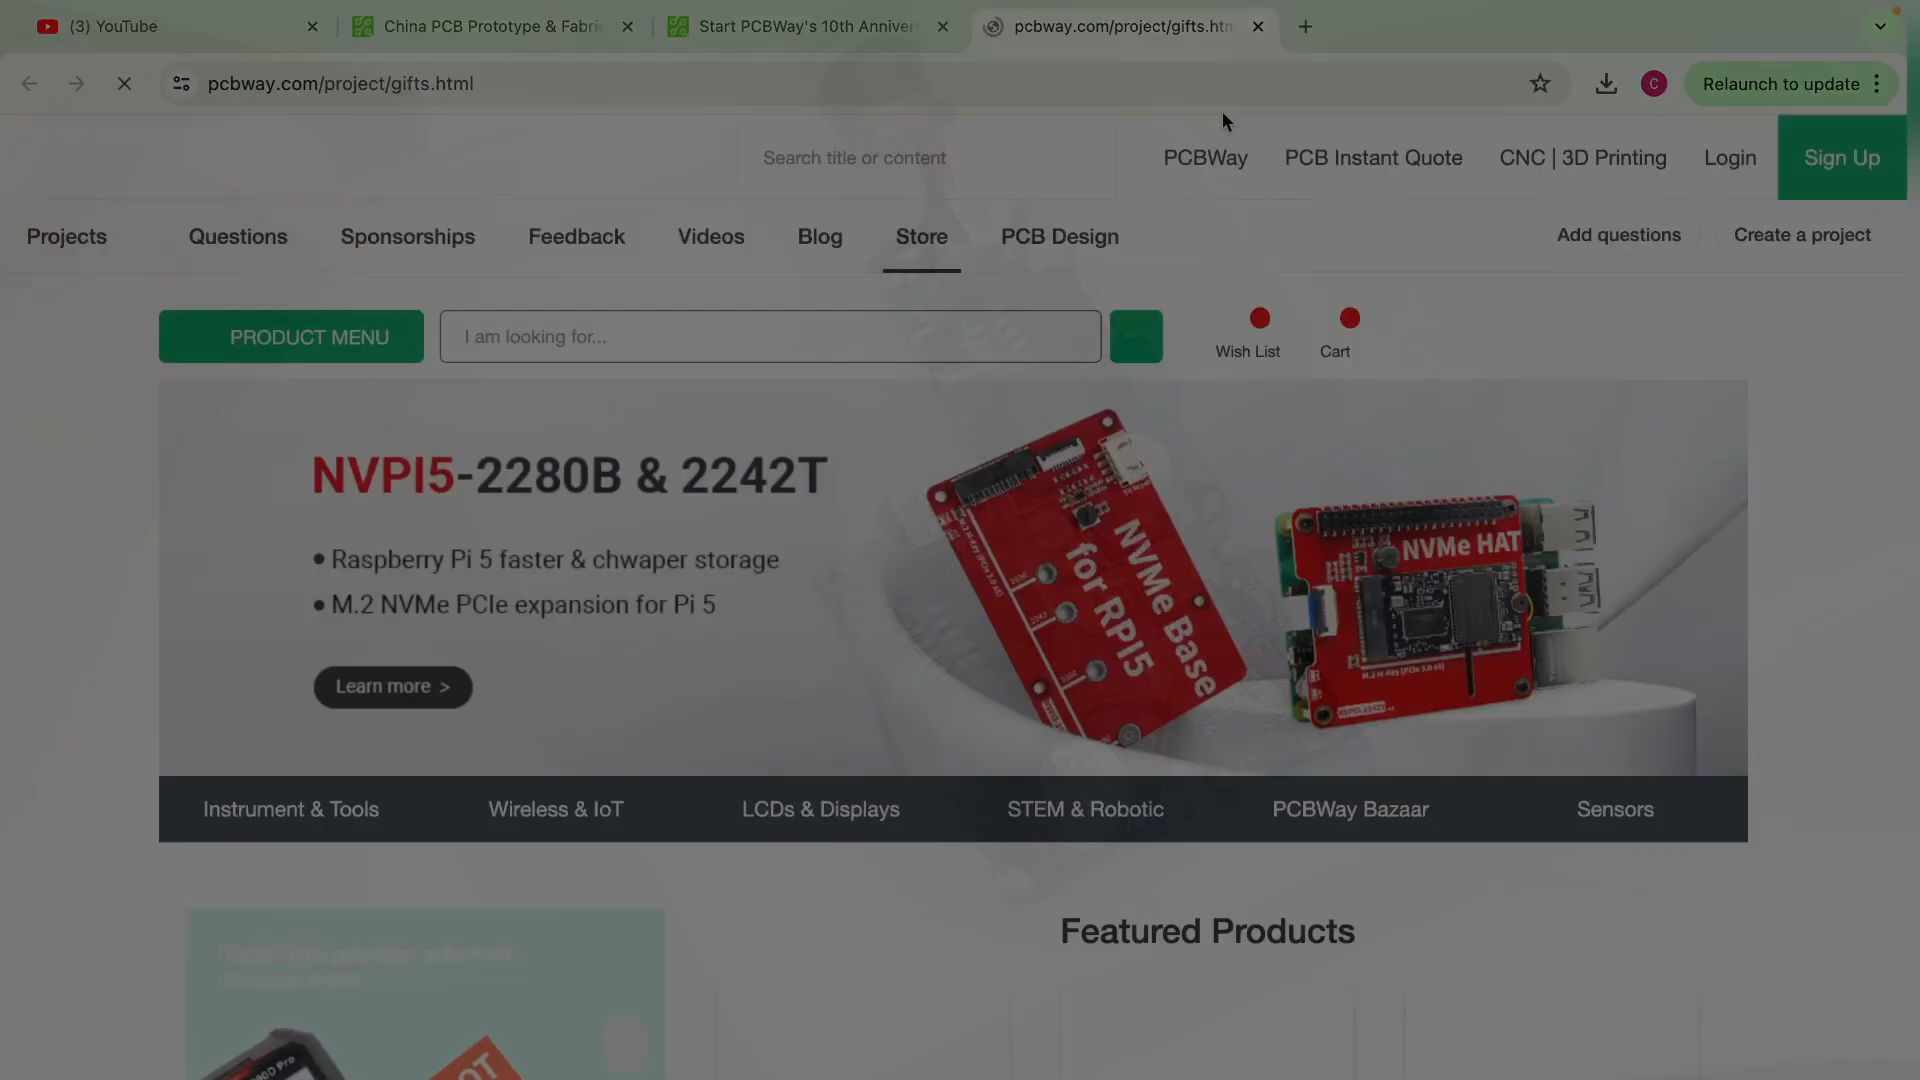 (3) YouTube
China PCB Prototype & Fabric
Start PCBWay's 10th Anniver
pcbway.com/project/gifts.htm
pcbway.com/project/gifts.html
C
Relaunch to update
Search title or content
PCBWay
PCB Instant Quote
CNC | 3D Printing
Login
Sign Up
Projects
Questions
Sponsorships
Feedback
Videos
Blog
Store
PCB Design
Add questions
Create a project
PRODUCT MENU
I am looking for...
Wish List
Cart
NVPI5-2280B & 2242T
• Raspberry Pi 5 faster & chwaper storage
• M.2 NVMe PCIe expansion for Pi 5
Learn more >
NVMe Base
for RPI5
NVMe HAT
Instrument & Tools
Wireless & IoT
LCDs & Displays
STEM & Robotic
PCBWay Bazaar
Sensors
Featured Products